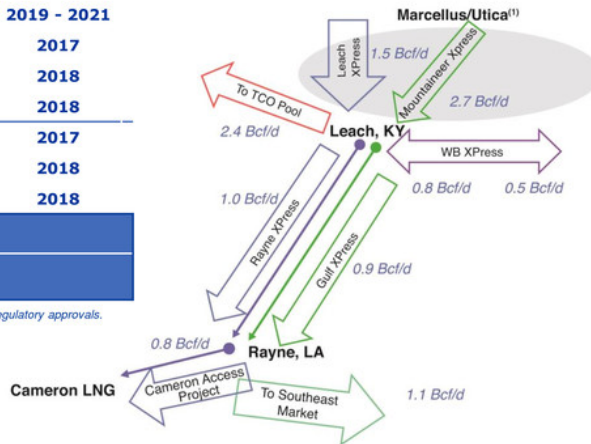 2019 - 2021
2017
2018
2018
2017
2018
2018
egulatory approvals.
Marcellus/Utica(1)
Leach
XPress
1.5 Bcf/d
Mountaineer Xpress
2.7 Bcf/d
To TCO Pool
2.4 Bcf/d
Leach, KY
WB XPress
0.8 Bcf/d
0.5 Bcf/d
1.0 Bcf/d
Rayne XPress
Gulf XPress
0.9 Bcf/d
0.8 Bcf/d
Rayne, LA
Cameron LNG
Cameron Access
Project
To Southeast
Market
1.1 Bcf/d